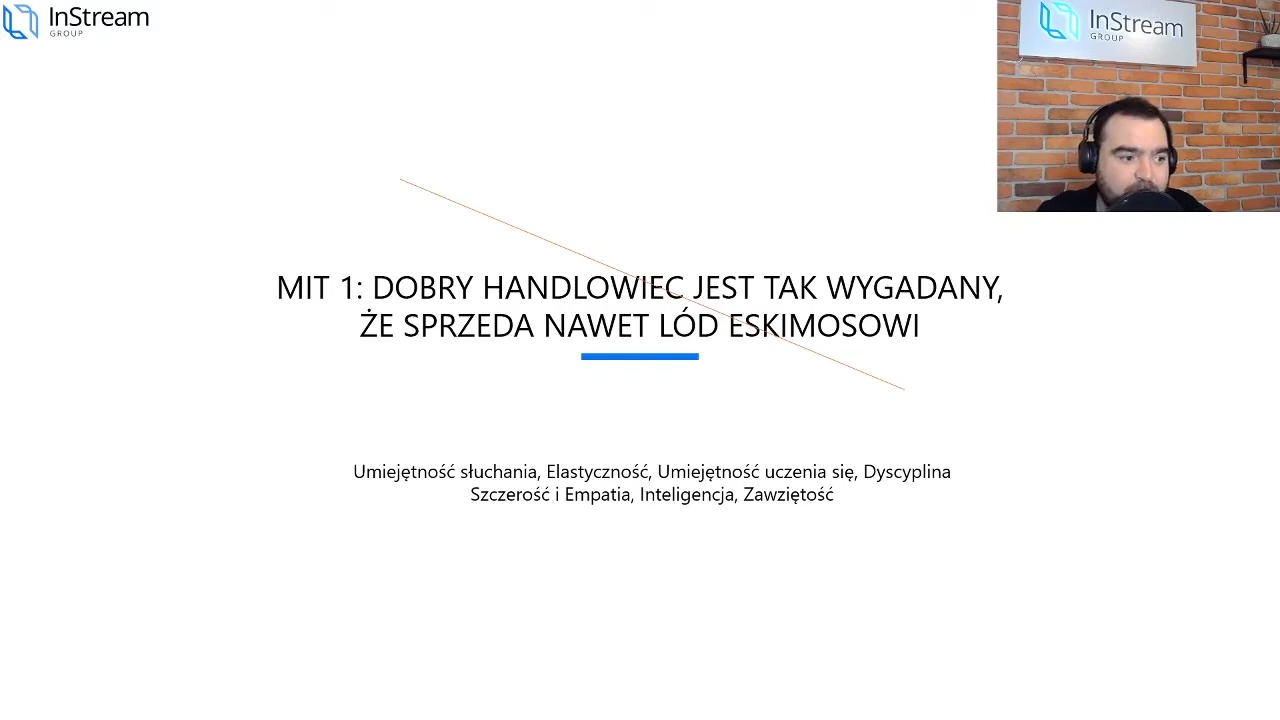 InStream
GROUP
InStream
GROUP
MIT 1: DOBRY HANDLOWIEC JEST TAK WYGADANY,
ŻE SPRZEDA NAWET LÓD ESKIMOSOWI
Umiejętność słuchania, Elastyczność, Umiejętność uczenia się, Dyscyplina
Szczerość i Empatia, Inteligencja, Zawziętość